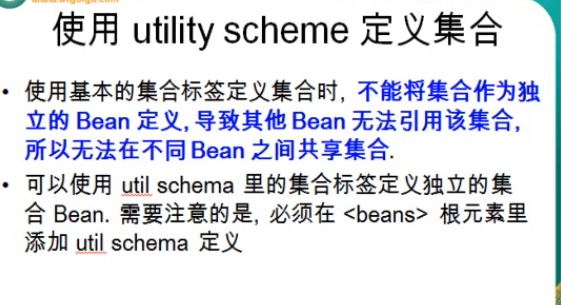 使用 utility scheme 定义集合
• 使用基本的集合标签定义集合时, 不能将集合作为独
立的 Bean 定义, 导致其他 Bean 无法引用该集合,
所以无法在不同 Bean 之间共享集合.
• 可以使用 util schema 里的集合标签定义独立的集
合 Bean. 需要注意的是, 必须在 <beans> 根元素里
添加 util schema 定义